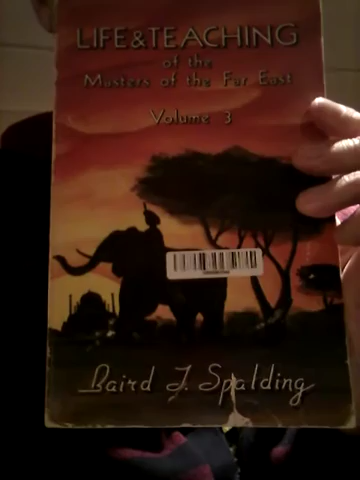 LIFE & TEACHING
of the
Masters of the Far East
Volume 3
Baird T. Spalding